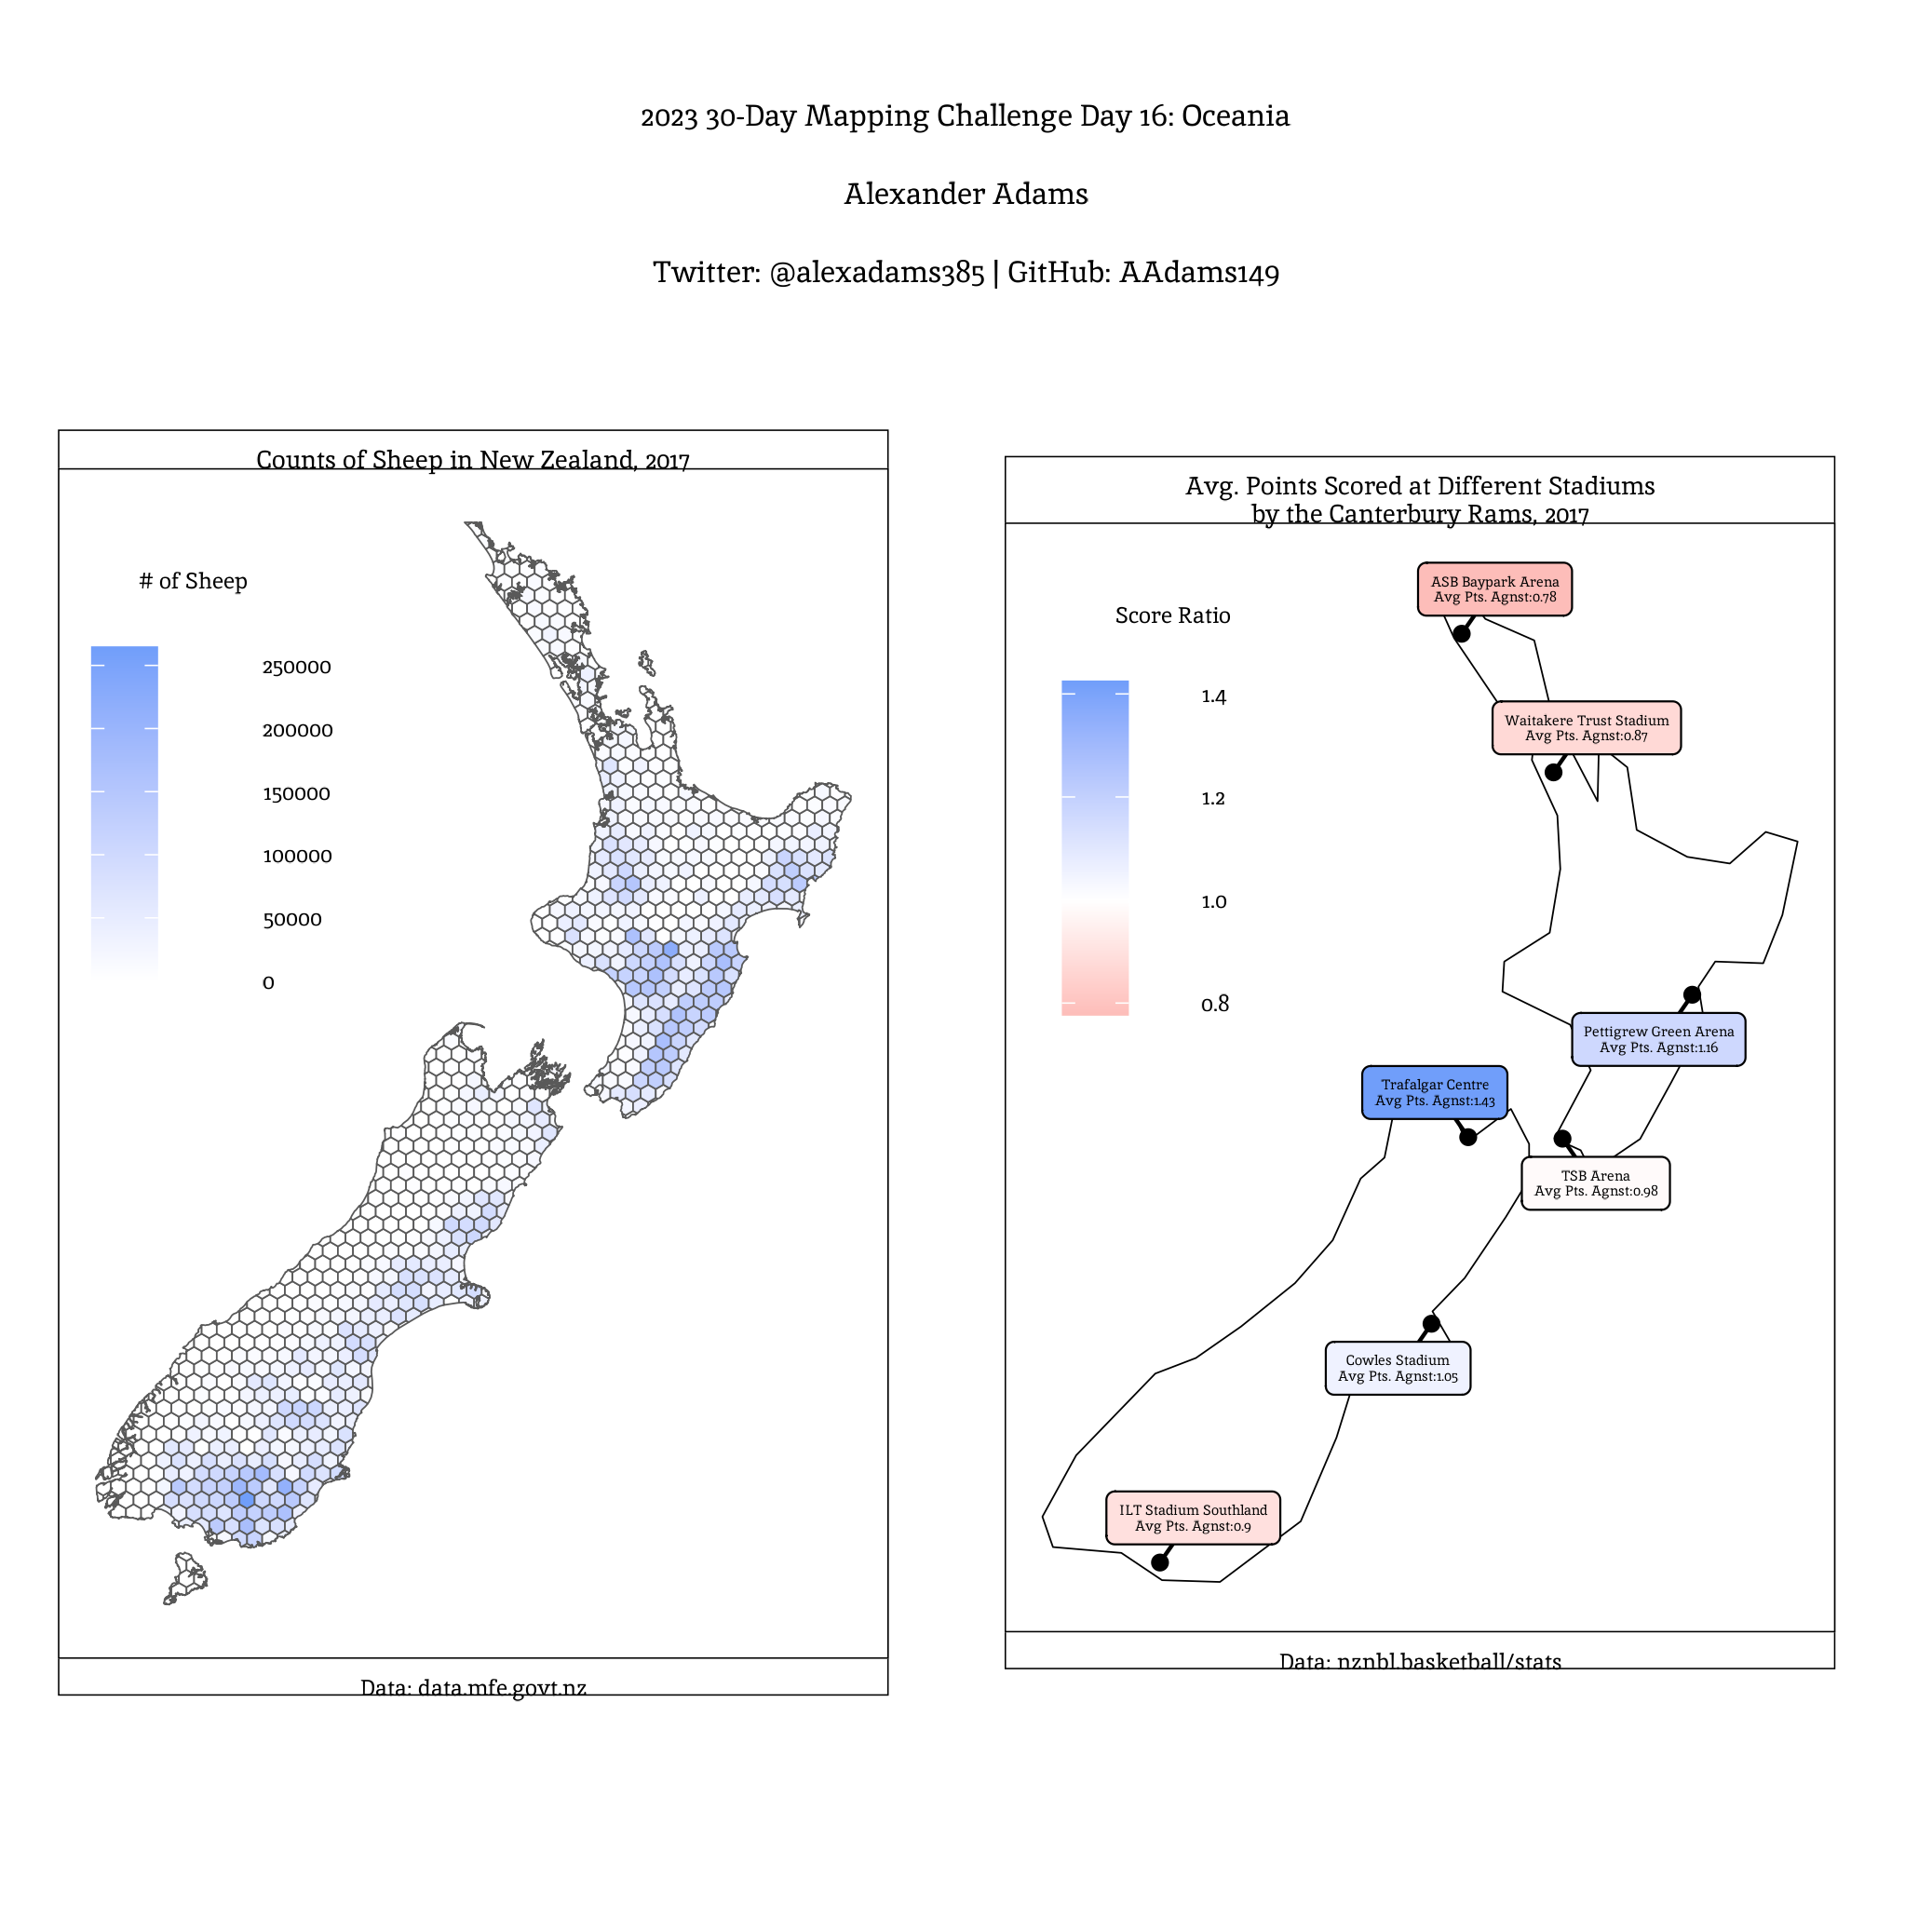 2023 30-Day Mapping Challenge Day 16: Oceania
Alexander Adams
Twitter: @alexadams385 | GitHub: AAdams149
Counts of Sheep in New Zealand, 2017
# of Sheep
250000
200000
150000
100000
50000
0
Data: data.mfe.govt.nz
Avg. Points Scored at Different Stadiums
by the Canterbury Rams, 2017
Score Ratio
1.4
1.2
1.0
0.8
ASB Baypark Arena
Avg Pts. Agnst:0.78
Waitakere Trust Stadium
Avg Pts. Agnst:0.87
Pettigrew Green Arena
Avg Pts. Agnst:1.16
Trafalgar Centre
Avg Pts. Agnst:1.43
TSB Arena
Avg Pts. Agnst:0.98
Cowles Stadium
Avg Pts. Agnst:1.05
ILT Stadium Southland
Avg Pts. Agnst:0.9
Data: nznbl.basketball/stats